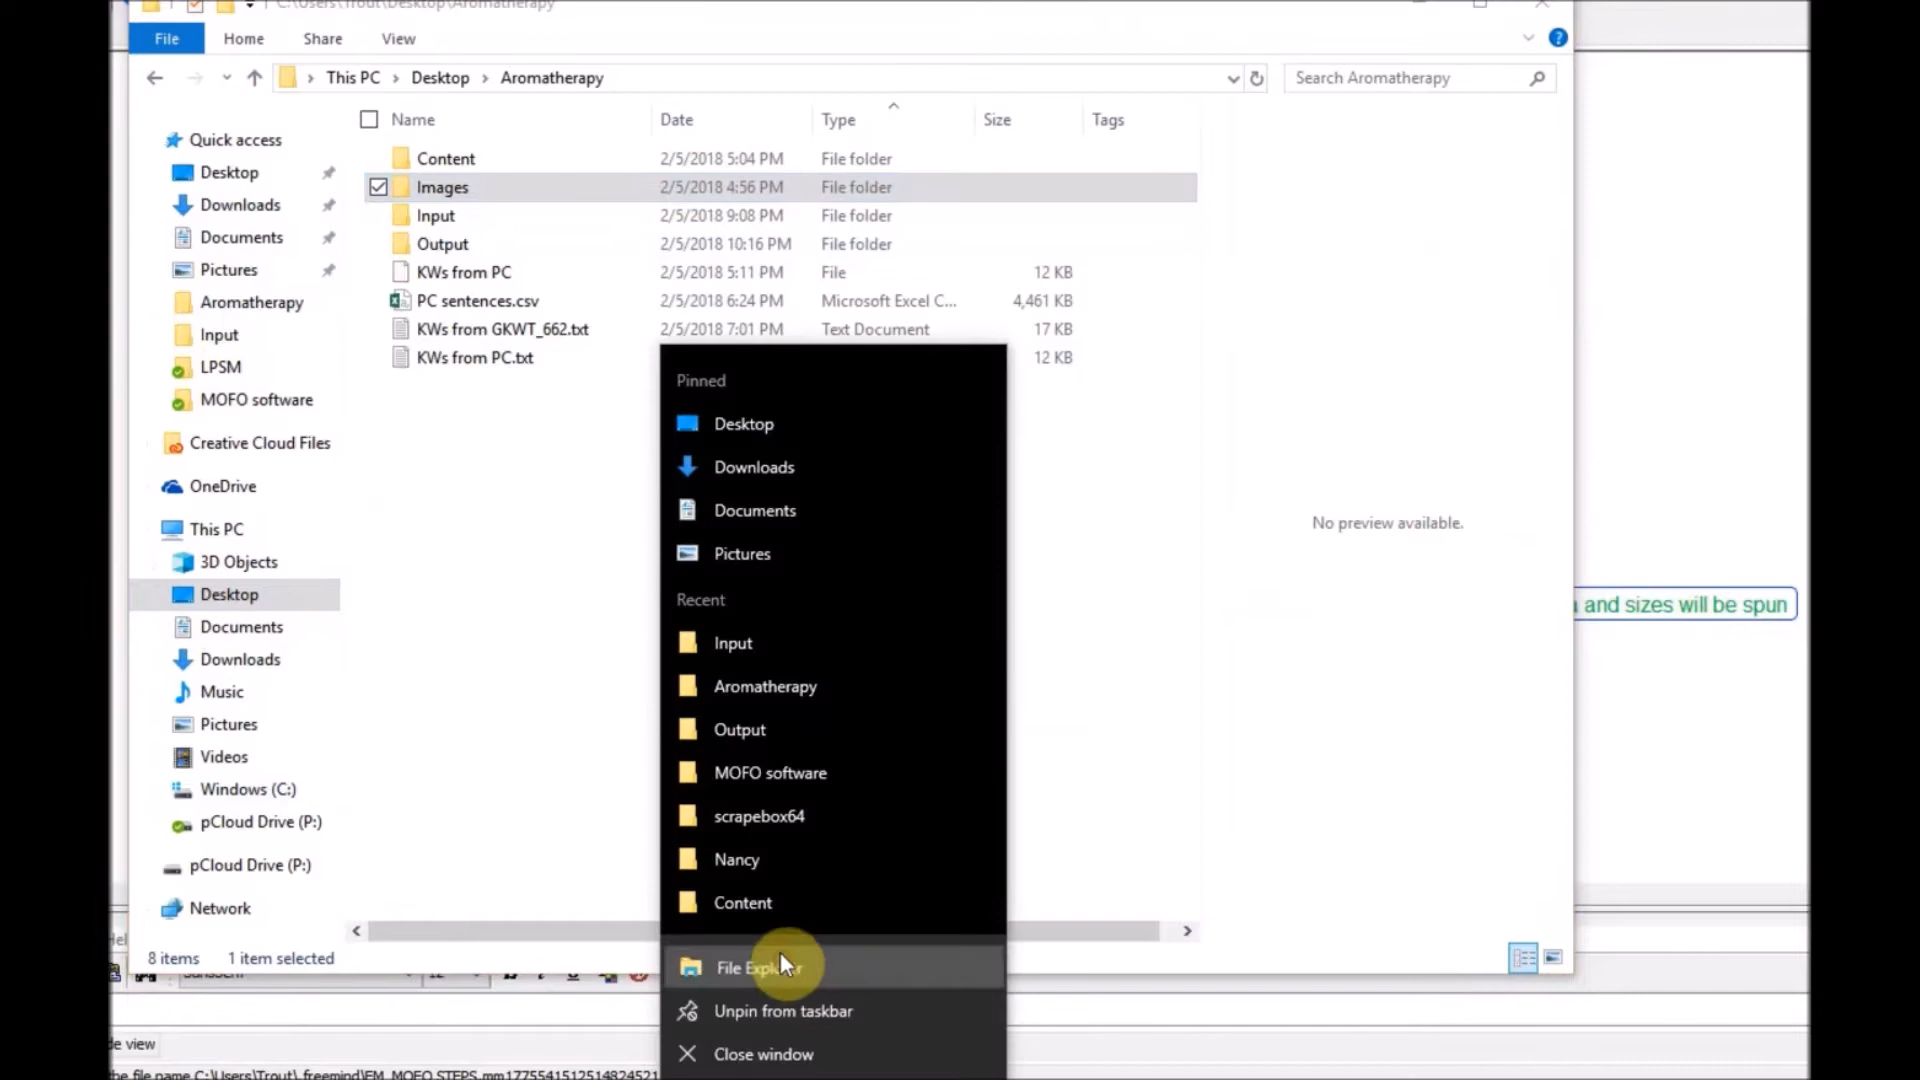 C:\Users\Trout\Desktop\Aromatherapy
File Home Share View
This PC Desktop Aromatherapy
Search Aromatherapy
Name Date Type Size Tags
Quick access
Desktop
Downloads
Documents
Pictures
Aromatherapy
Input
LPSM
MOFO software
Creative Cloud Files
OneDrive
This PC
3D Objects
Desktop
Documents
Downloads
Music
Pictures
Videos
Windows (C:)
pCloud Drive (P:)
pCloud Drive (P:)
Network
Content 2/5/2018 5:04 PM File folder
Images 2/5/2018 4:56 PM File folder
Input 2/5/2018 9:08 PM File folder
Output 2/5/2018 10:16 PM File folder
KWs from PC 2/5/2018 5:11 PM File 12 KB
PC sentences.csv 2/5/2018 6:24 PM Microsoft Excel C... 4,461 KB
KWs from GKWT_662.txt 2/5/2018 7:01 PM Text Document 17 KB
KWs from PC.txt 12 KB
Pinned
Desktop
Downloads
Documents
Pictures
Recent
Input
Aromatherapy
Output
MOFO software
scrapebox64
Nancy
Content
File Explorer
Unpin from taskbar
Close window
No preview available.
and sizes will be spun
8 items 1 item selected
de view
he file name C:\Users\Trout\.freemind\FM_MOFO STEPS.mm1775541512514824521